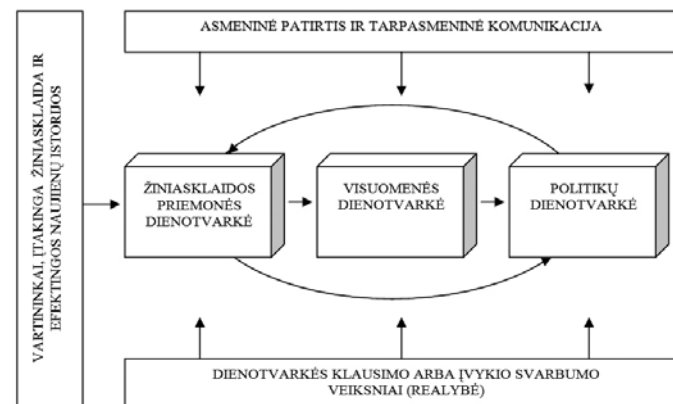 VARTININKAI, ĮTAKINGA ŽINIASKLAIDA IR
EFEKTINGOS NAUJIENŲ ISTORIJOS
ASMENINĖ PATIRTIS IR TARPASMENINĖ KOMUNIKACIJA
ŽINIASKLAIDOS
PRIEMONĖS
DIENOTVARKĖ
VISUOMENĖS
DIENOTVARKĖ
POLITIKŲ
DIENOTVARKĖ
DIENOTVARKĖS KLAUSIMO ARBA ĮVYKIO SVARBUMO
VEIKSNIAI (REALYBĖ)